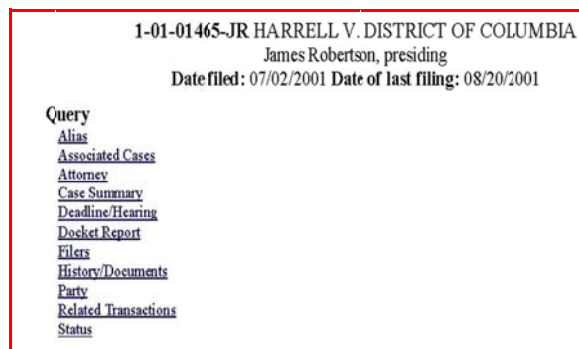 1-01-01465-JR HARRELL V. DISTRICT OF COLUMBIA
James Robertson, presiding
Date filed: 07/02/2001 Date of last filing: 08/20/2001
Query
Alias
Associated Cases
Attorney
Case Summary
Deadline/Hearing
Docket Report
Filers
History/Documents
Party
Related Transactions
Status